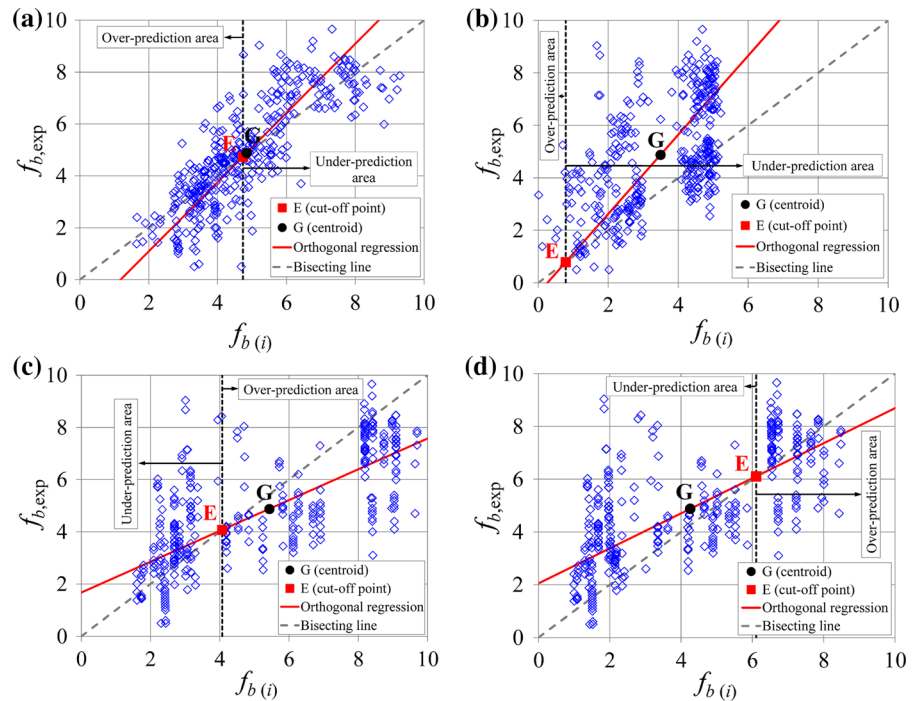 (a)
Over-prediction area
10
8
6
4
2
0
f_b,exp
E
G
Under-prediction area
E (cut-off point)
G (centroid)
Orthogonal regression
Bisecting line
0 2 4 6 8 10
f_b (i)
(b)
Over-prediction area
10
8
6
4
2
0
f_b,exp
G
E
Under-prediction area
G (centroid)
E (cut-off point)
Orthogonal regression
Bisecting line
0 2 4 6 8 10
f_b (i)
(c)
Over-prediction area
Under-prediction area
10
8
6
4
2
0
f_b,exp
E
G
G (centroid)
E (cut-off point)
Orthogonal regression
Bisecting line
0 2 4 6 8 10
f_b (i)
(d)
Under-prediction area
Over-prediction area
10
8
6
4
2
0
f_b,exp
G
E
G (centroid)
E (cut-off point)
Orthogonal regression
Bisecting line
0 2 4 6 8 10
f_b (i)